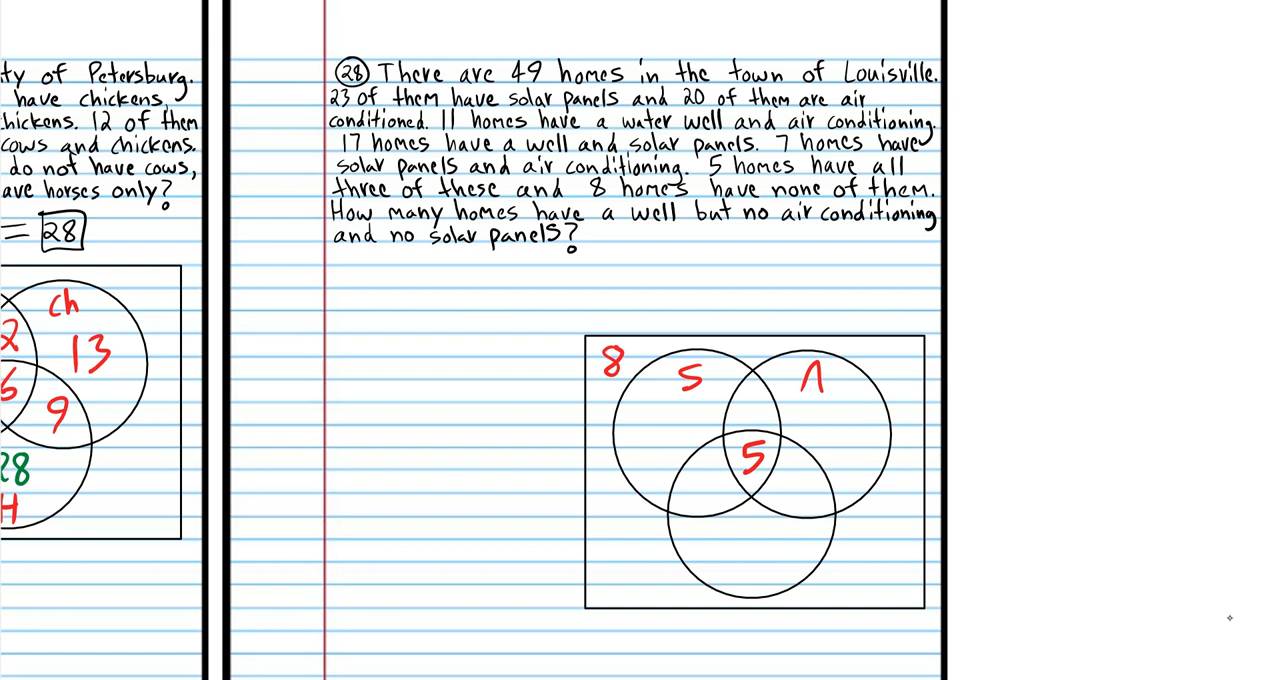 ty of Petersburg.
have chickens,
hickens. 12 of them
cows and chickens.
do not have cows,
ave horses only?
= 28
ch
2
13
6
9
28
H
28 There are 49 homes in the town of Louisville.
23 of them have solar panels and 20 of them are air
conditioned. 11 homes have a water well and air conditioning.
17 homes have a well and solar panels. 7 homes have
solar panels and air conditioning. 5 homes have all
three of these and 8 homes have none of them.
How many homes have a well but no air conditioning
and no solar panels?
8
S
5